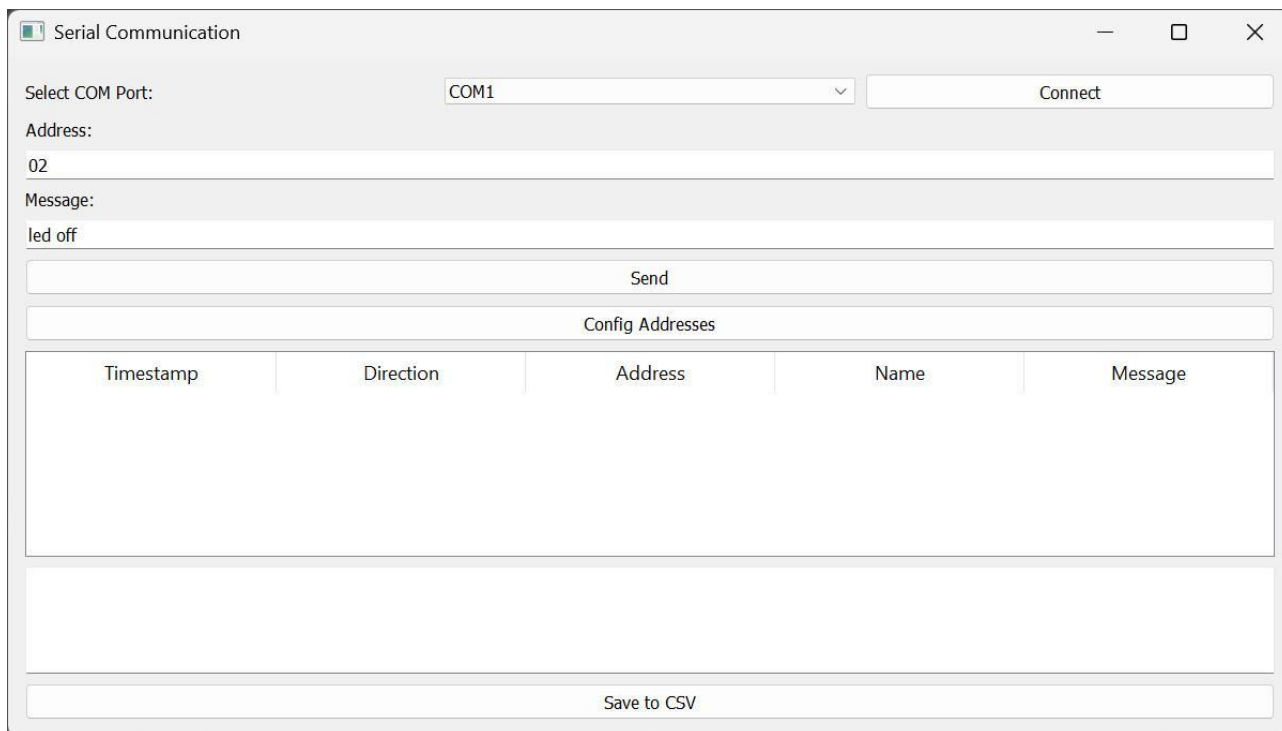 Serial Communication
Select COM Port: COM1 Connect
Address:
02
Message:
led off
Send
Config Addresses
Timestamp Direction Address Name Message
Save to CSV